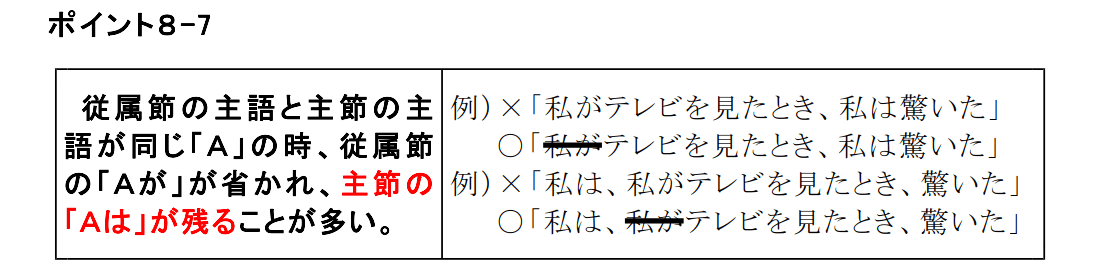 ポイント８−７
従属節の主語と主節の主
語が同じ「Ａ」の時、従属節
の「Ａが」が省かれ、主節の
「Ａは」が残ることが多い。
例）×「私がテレビを見たとき、私は驚いた」
○「私がテレビを見たとき、私は驚いた」
例）×「私は、私がテレビを見たとき、驚いた」
○「私は、私がテレビを見たとき、驚いた」